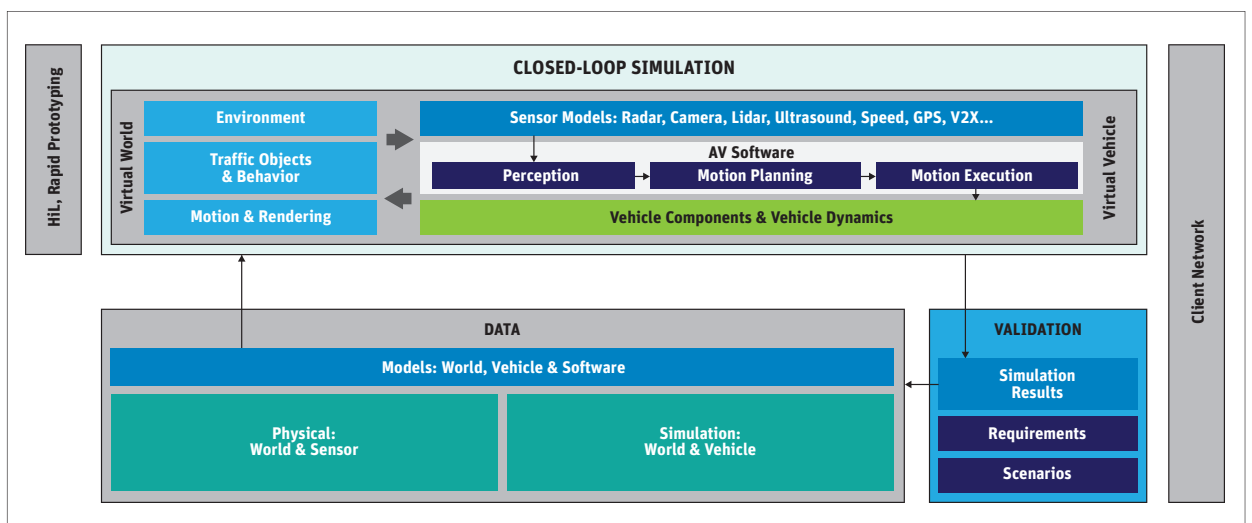 HiL, Rapid Prototyping
CLOSED-LOOP SIMULATION
Virtual World
Environment
Traffic Objects
& Behavior
Motion & Rendering
Sensor Models: Radar, Camera, Lidar, Ultrasound, Speed, GPS, V2X...
AV Software
Perception
Motion Planning
Motion Execution
Vehicle Components & Vehicle Dynamics
Virtual Vehicle
Client Network
DATA
Models: World, Vehicle & Software
Physical:
World & Sensor
Simulation:
World & Vehicle
VALIDATION
Simulation
Results
Requirements
Scenarios